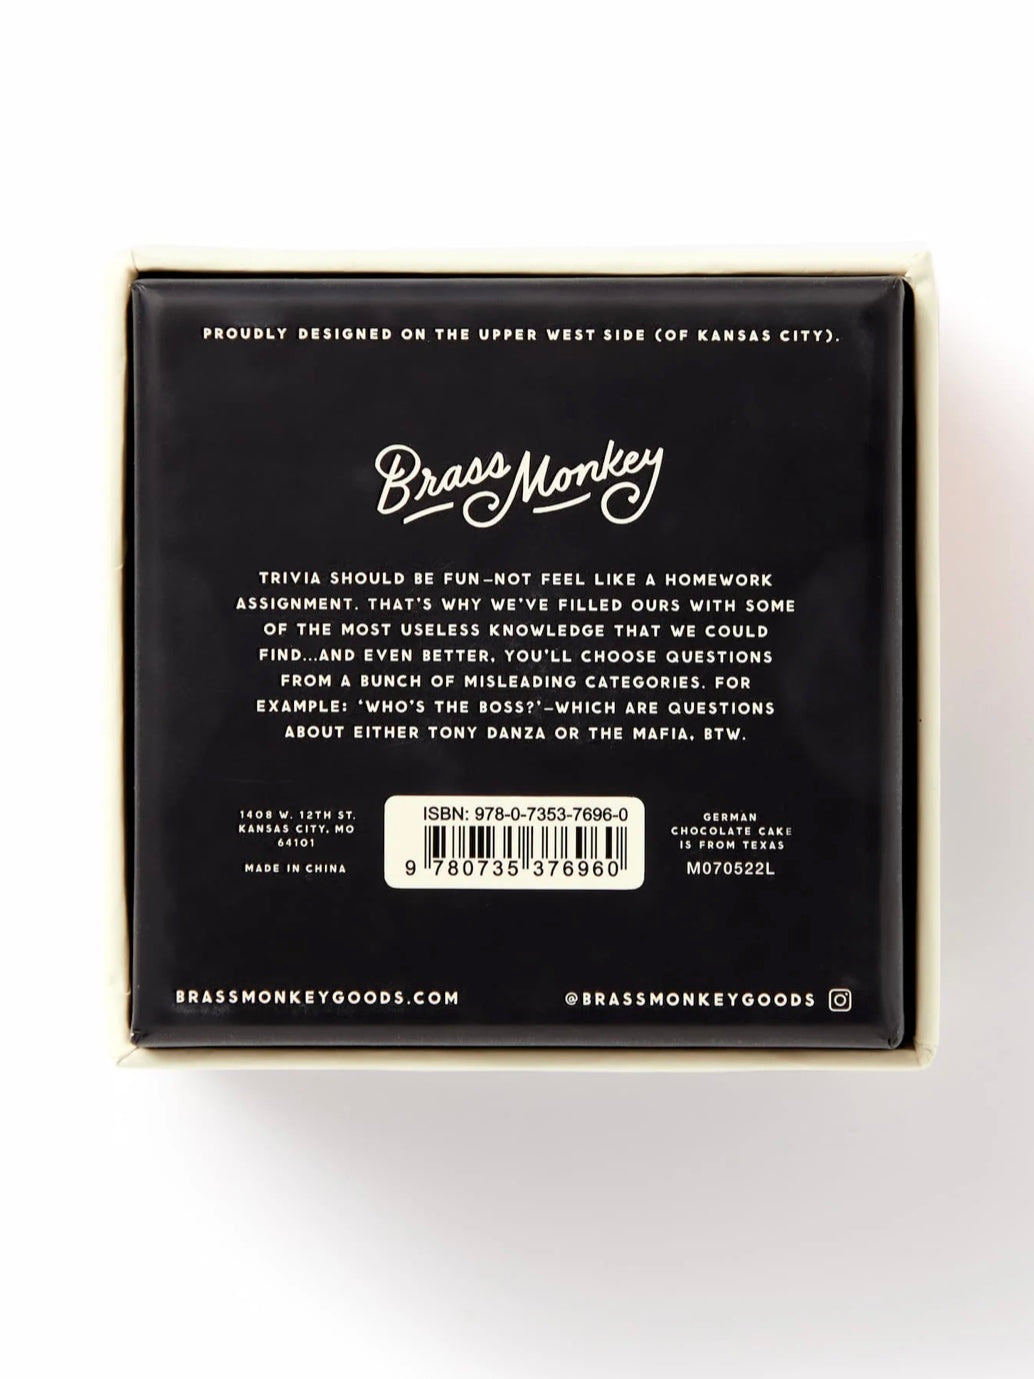 PROUDLY DESIGNED ON THE UPPER WEST SIDE (OF KANSAS CITY).
Brass Monkey
TRIVIA SHOULD BE FUN–NOT FEEL LIKE A HOMEWORK
ASSIGNMENT. THAT'S WHY WE'VE FILLED OURS WITH SOME
OF THE MOST USELESS KNOWLEDGE THAT WE COULD
FIND...AND EVEN BETTER, YOU'LL CHOOSE QUESTIONS
FROM A BUNCH OF MISLEADING CATEGORIES. FOR
EXAMPLE: 'WHO'S THE BOSS?'–WHICH ARE QUESTIONS
ABOUT EITHER TONY DANZA OR THE MAFIA, BTW.
1408 W. 12TH ST.
KANSAS CITY, MO
64101
MADE IN CHINA
ISBN: 978-0-7353-7696-0
9 780735 376960
GERMAN
CHOCOLATE CAKE
IS FROM TEXAS
M070522L
BRASSMONKEYGOODS.COM
@BRASSMONKEYGOODS